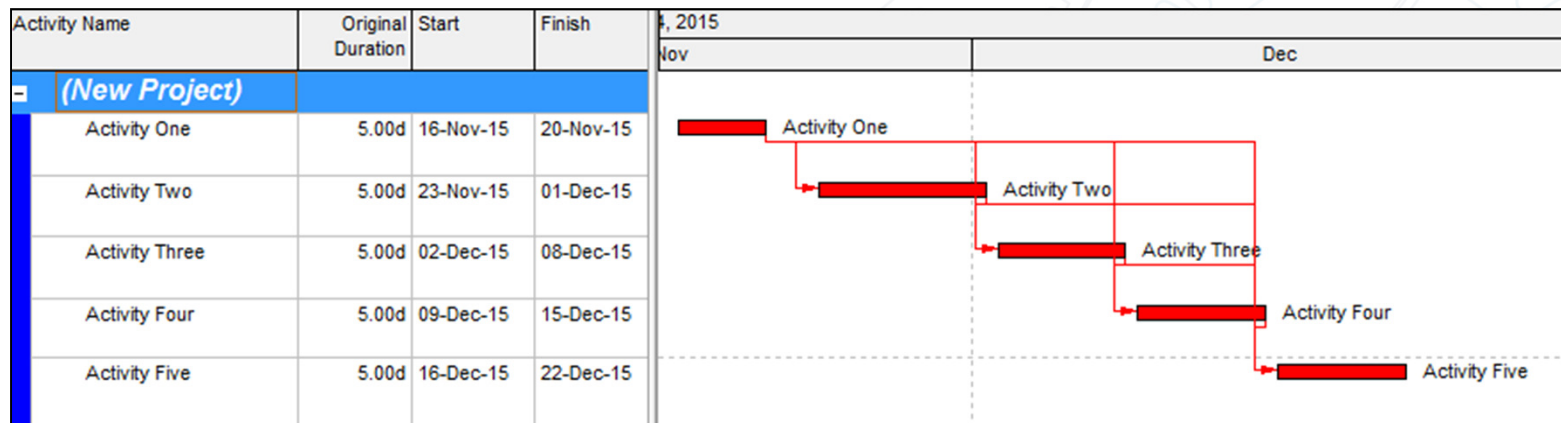 Activity Name Original Duration Start Finish 4, 2015
Nov Dec
(New Project)
Activity One 5.00d 16-Nov-15 20-Nov-15 Activity One
Activity Two 5.00d 23-Nov-15 01-Dec-15 Activity Two
Activity Three 5.00d 02-Dec-15 08-Dec-15 Activity Three
Activity Four 5.00d 09-Dec-15 15-Dec-15 Activity Four
Activity Five 5.00d 16-Dec-15 22-Dec-15 Activity Five